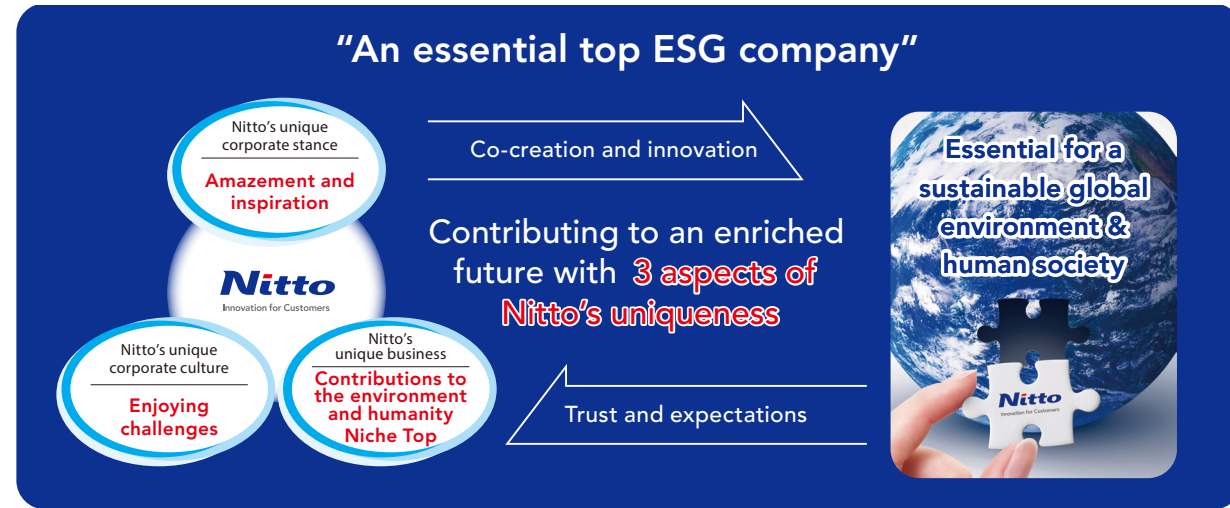 “An essential top ESG company”
Nitto’s unique
corporate stance
Amazement and
inspiration
Nitto
Innovation for Customers
Nitto’s unique
corporate culture
Enjoying
challenges
Nitto’s
unique business
Contributions to
the environment
and humanity
Niche Top
Co-creation and innovation
Contributing to an enriched
future with 3 aspects of
Nitto’s uniqueness
Trust and expectations
Essential for a
sustainable global
environment &
human society
Nitto
Innovation for Customers